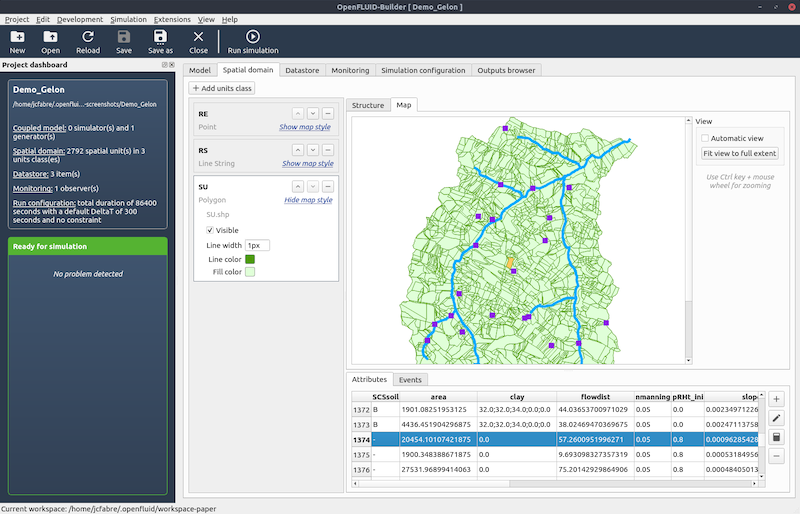 OpenFLUID-Builder [ Demo_Gelon ]
Project Edit Development Simulation Extensions View Help
New Open Reload Save Save as Close Run simulation
Project dashboard
Demo_Gelon
/home/jcfabre/.openflui...-screenshots/Demo_Gelon
Coupled model: 0 simulator(s) and 1
generator(s)
Spatial domain: 2792 spatial unit(s) in 3
units class(es)
Datastore: 3 item(s)
Monitoring: 1 observer(s)
Run configuration: total duration of 86400
seconds with a default DeltaT of 300
seconds and no constraint
Ready for simulation
No problem detected
Model Spatial domain Datastore Monitoring Simulation configuration Outputs browser
+ Add units class
RE
Point Show map style
RS
Line String Show map style
SU
Polygon Hide map style
SU.shp
Visible
Line width 1px
Line color
Fill color
Structure Map
View
Automatic view
Fit view to full extent
Use Ctrl key + mouse
wheel for zooming
Attributes Events
SCSsoil area clay flowdist nmanning pRHt_ini slope
1372 B 1901.08251953125 32.0;32.0;34.0;0.0;0.0 44.03653700971029 0.05 0.0 0.00234971226
1373 B 4436.451904296875 32.0;32.0;34.0;0.0;0.0 38.02469470369675 0.05 0.0 0.00247113758
1374 - 20454.10107421875 0.0 57.2600951996271 0.05 0.8 0.00096285428
1375 - 1900.348388671875 0.0 9.693098327357319 0.05 0.8 0.00053184956
1376 - 27531.96899414063 0.0 75.20142929864906 0.05 0.8 0.00048405013
Current workspace: /home/jcfabre/.openfluid/workspace-paper